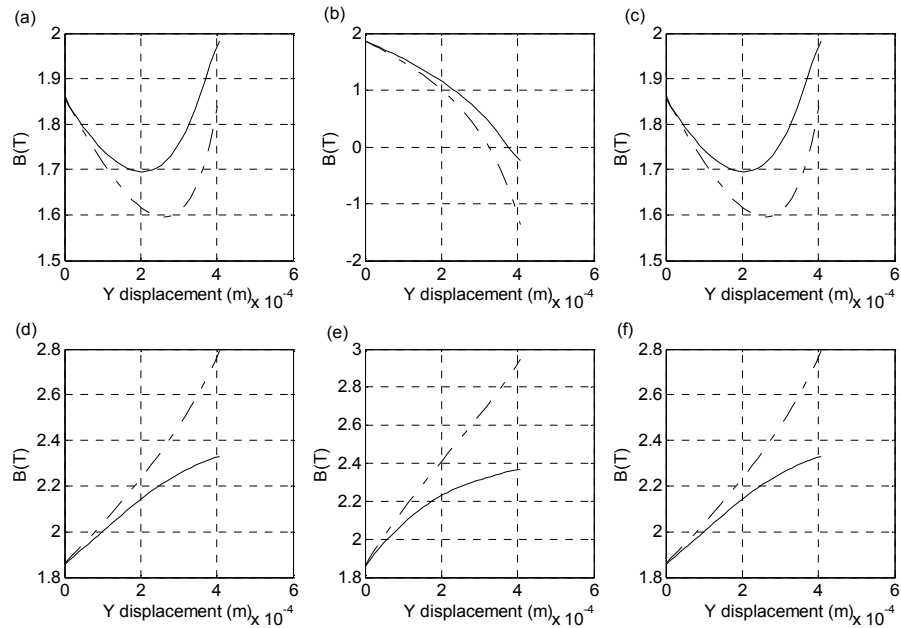 (a)
2
1.9
1.8
1.7
1.6
1.5
B(T)
0 2 4 6
Y displacement (m) x 10^-4
(b)
2
1
0
-1
-2
B(T)
0 2 4 6
Y displacement (m) x 10^-4
(c)
2
1.9
1.8
1.7
1.6
1.5
B(T)
0 2 4 6
Y displacement (m) x 10^-4
(d)
2.8
2.6
2.4
2.2
2
1.8
B(T)
0 2 4 6
Y displacement (m) x 10^-4
(e)
3
2.8
2.6
2.4
2.2
2
1.8
B(T)
0 2 4 6
Y displacement (m) x 10^-4
(f)
2.8
2.6
2.4
2.2
2
1.8
B(T)
0 2 4 6
Y displacement (m) x 10^-4